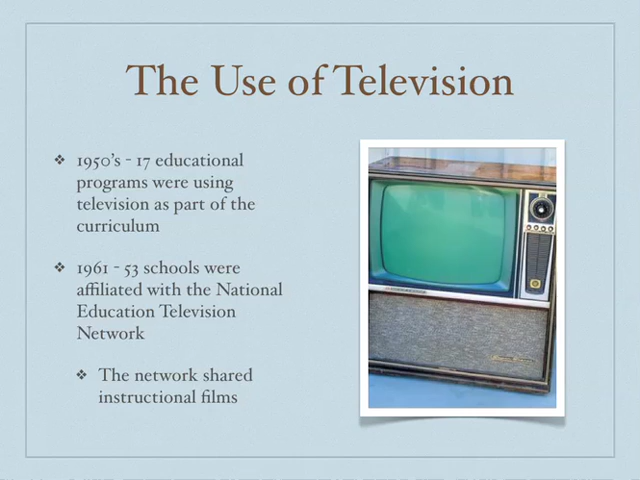 The Use of Television
❖ 1950's - 17 educational
programs were using
television as part of the
curriculum
❖ 1961 - 53 schools were
affiliated with the National
Education Television
Network
❖ The network shared
instructional films